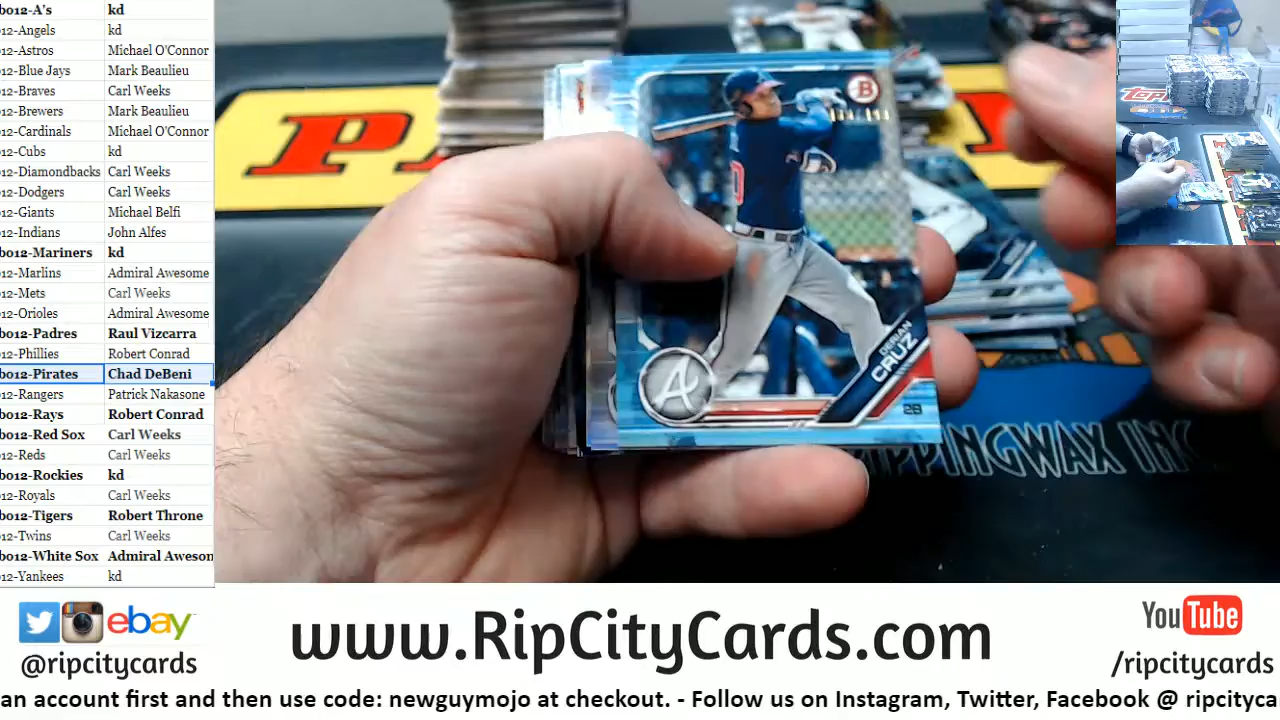 bo12-A's kd
12-Angels kd
12-Astros Michael O'Connor
12-Blue Jays Mark Beaulieu
12-Braves Carl Weeks
12-Brewers Mark Beaulieu
12-Cardinals Michael O'Connor
12-Cubs kd
12-Diamondbacks Carl Weeks
12-Dodgers Carl Weeks
12-Giants Michael Belfi
12-Indians John Alfes
bo12-Mariners kd
12-Marlins Admiral Awesome
12-Mets Carl Weeks
12-Orioles Admiral Awesome
bo12-Padres Raul Vizcarra
12-Phillies Robert Conrad
bo12-Pirates Chad DeBeni
12-Rangers Patrick Nakasone
bo12-Rays Robert Conrad
bo12-Red Sox Carl Weeks
12-Reds Carl Weeks
bo12-Rockies kd
12-Royals Carl Weeks
bo12-Tigers Robert Throne
12-Twins Carl Weeks
bo12-White Sox Admiral Aweson
12-Yankees kd
B
A
CRUZ
28
PPINGWAX INC
Topps
ebay
@ripcitycards
www.RipCityCards.com
YouTube
/ripcitycards
an account first and then use code: newguymojo at checkout. - Follow us on Instagram, Twitter, Facebook @ ripcityca